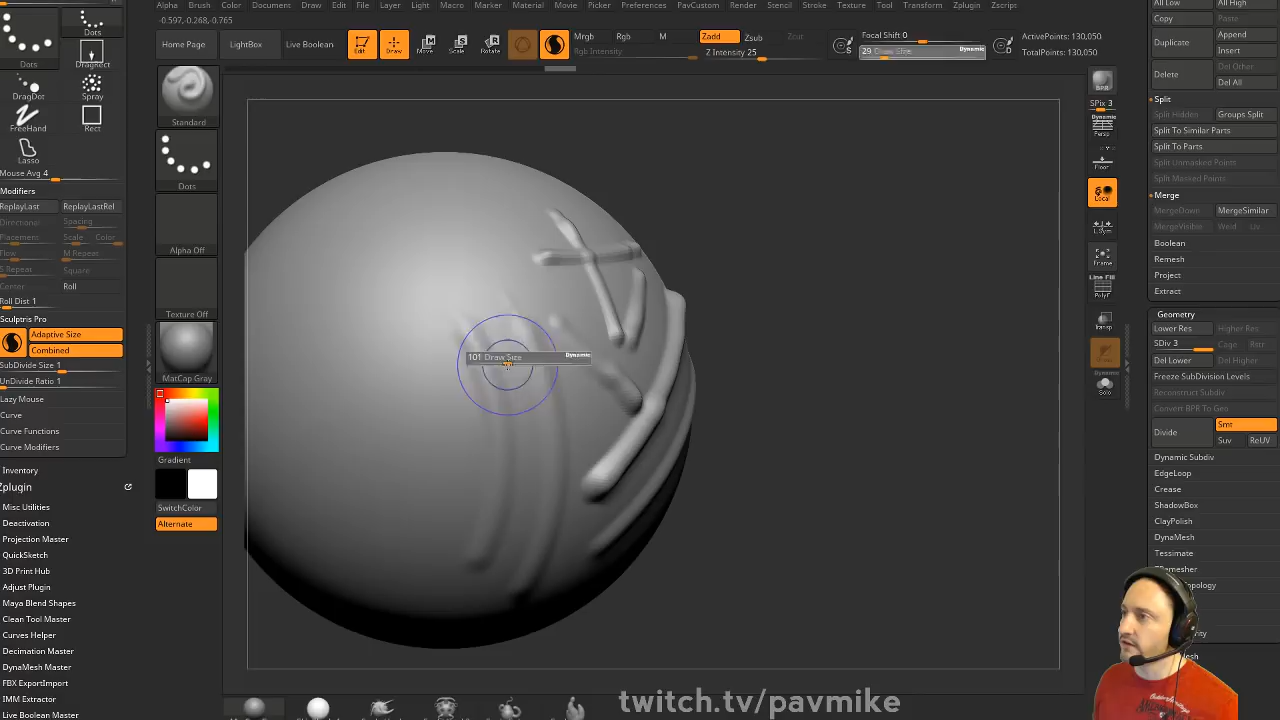 Alpha Brush Color Document Draw Dynamics Edit File Layer Light Macro Marker Material Movie Picker Preferences PavCustom Render Stencil Stroke Texture Tool Transform Zplugin Zscript
-0.597,-0.268,-0.765
Dots
Dots
DragRect
DragDot
Spray
FreeHand
Rect
Lasso
Mouse Avg 4
Modifiers
ReplayLast
ReplayLastRel
Directional
Spacing
Placement
Scale
Color
Flow
M Repeat
S Repeat
Square
Center
Roll
Roll Dist 1
Sculptris Pro
Adaptive Size
Combined
SubDivide Size 1
UnDivide Ratio 1
Lazy Mouse
Curve
Curve Functions
Curve Modifiers
Inventory
Zplugin
Misc Utilities
Deactivation
Projection Master
QuickSketch
3D Print Hub
Adjust Plugin
Maya Blend Shapes
Clean Tool Master
Curves Helper
Decimation Master
DynaMesh Master
FBX ExportImport
IMM Extractor
Live Boolean Master
Home Page
LightBox
Live Boolean
Edit
Draw
Move
Scale
Rotate
Mrgb
Rgb
M
Rgb Intensity
Zadd
Zsub
Zcut
Z Intensity 25
Focal Shift 0
29 Draw Size
Dynamic
ActivePoints: 130,050
TotalPoints: 130,050
Standard
Dots
Alpha Off
Texture Off
MatCap Gray
Gradient
SwitchColor
Alternate
101 Draw Size
Dynamic
BPR
SPix 3
Dynamic
Persp
Floor
Local
L.Sym
Frame
Line Fill
PolyF
Transp
Dynamic
Solo
All Low
All High
Copy
Paste
Duplicate
Append
Insert
Delete
Del Other
Del All
Split
Split Hidden
Groups Split
Split To Similar Parts
Split To Parts
Split Unmasked Points
Split Masked Points
Merge
MergeDown
MergeSimilar
MergeVisible
Weld
Uv
Boolean
Remesh
Project
Extract
Geometry
Lower Res
Higher Res
SDiv 3
Cage
Rstr
Del Lower
Del Higher
Freeze SubDivision Levels
Reconstruct Subdiv
Convert BPR To Geo
Divide
Smt
Suv
ReUV
Dynamic Subdiv
EdgeLoop
Crease
ShadowBox
ClayPolish
DynaMesh
Tessimate
twitch.tv/pavmike